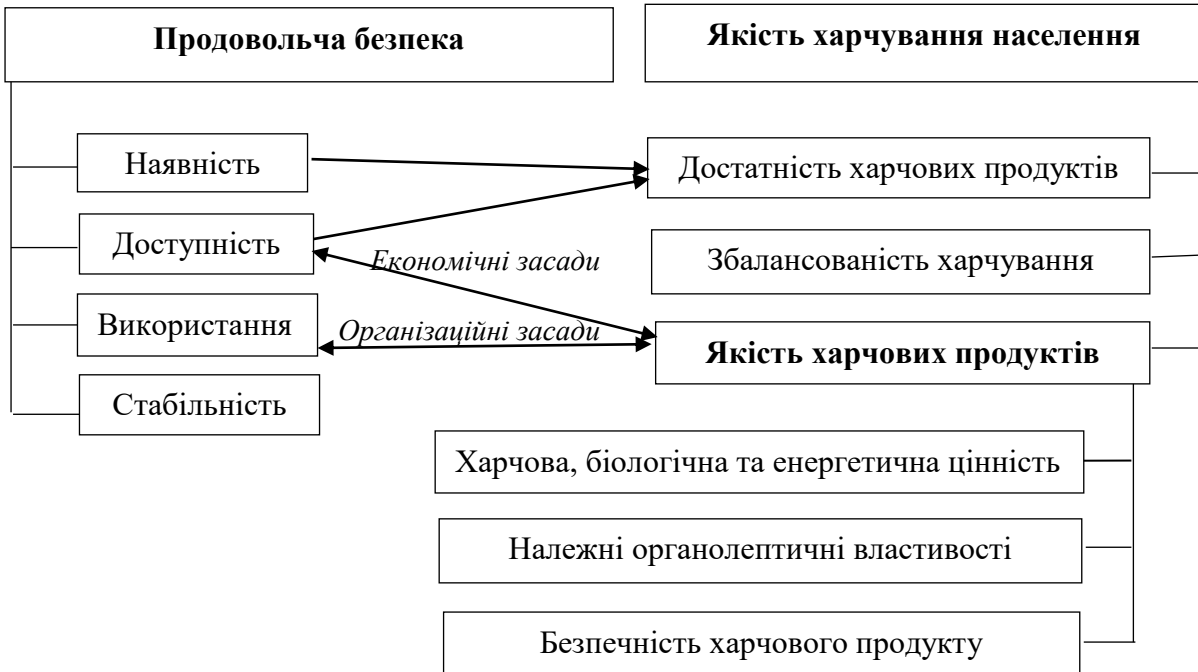 Продовольча безпека
Якість харчування населення
Наявність
Достатність харчових продуктів
Доступність
Економічні засади
Збалансованість харчування
Використання
Організаційні засади
Якість харчових продуктів
Стабільність
Харчова, біологічна та енергетична цінність
Належні органолептичні властивості
Безпечність харчового продукту